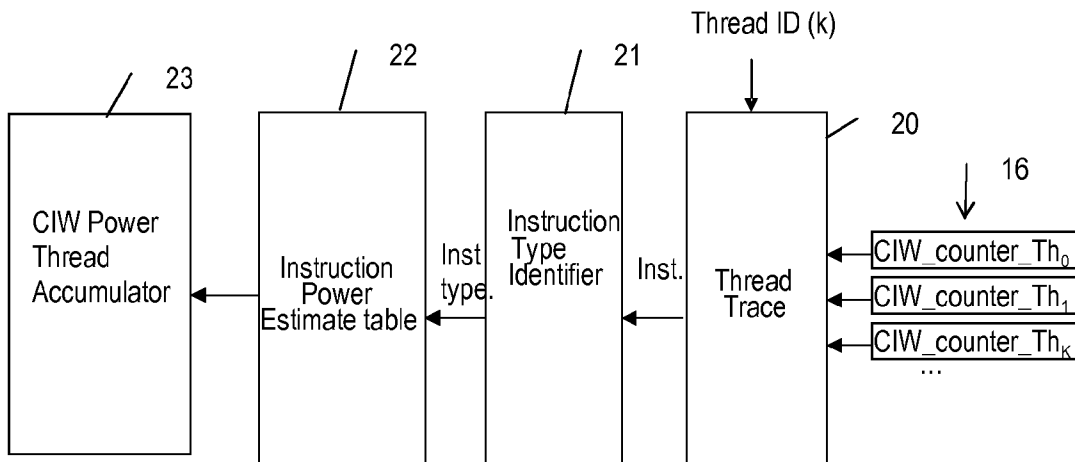 Thread ID (k)
23
22
21
20
16
CIW Power
Thread
Accumulator
Instruction
Power
Estimate table
Inst
type.
Instruction
Type
Identifier
Inst.
Thread
Trace
CIW_counter_Th0
CIW_counter_Th1
CIW_counter_ThK
...